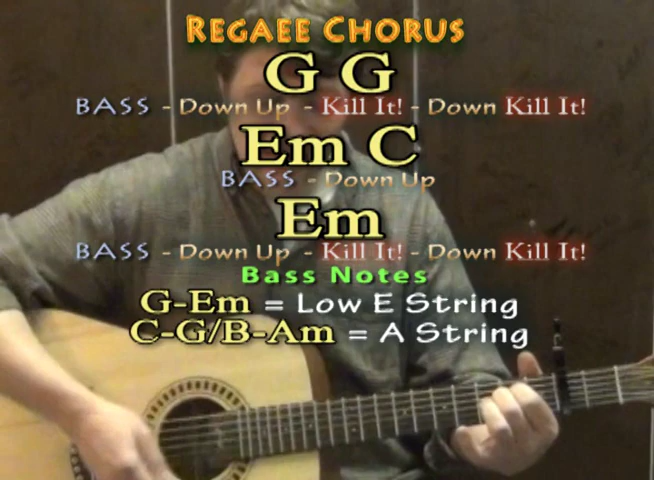 Regaee Chorus
G G
BASS - Down Up - Kill It! - Down Kill It!
Em C
BASS - Down Up
Em
BASS - Down Up - Kill It! - Down Kill It!
Bass Notes
G-Em = Low E String
C-G/B-Am = A String